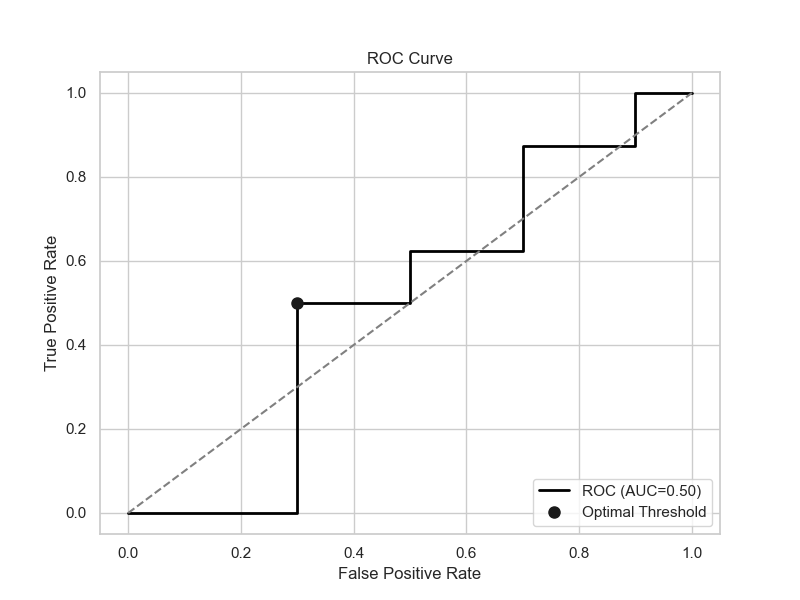 ROC Curve
True Positive Rate
1.0
0.8
0.6
0.4
0.2
0.0
ROC (AUC=0.50)
Optimal Threshold
0.0 0.2 0.4 0.6 0.8 1.0
False Positive Rate